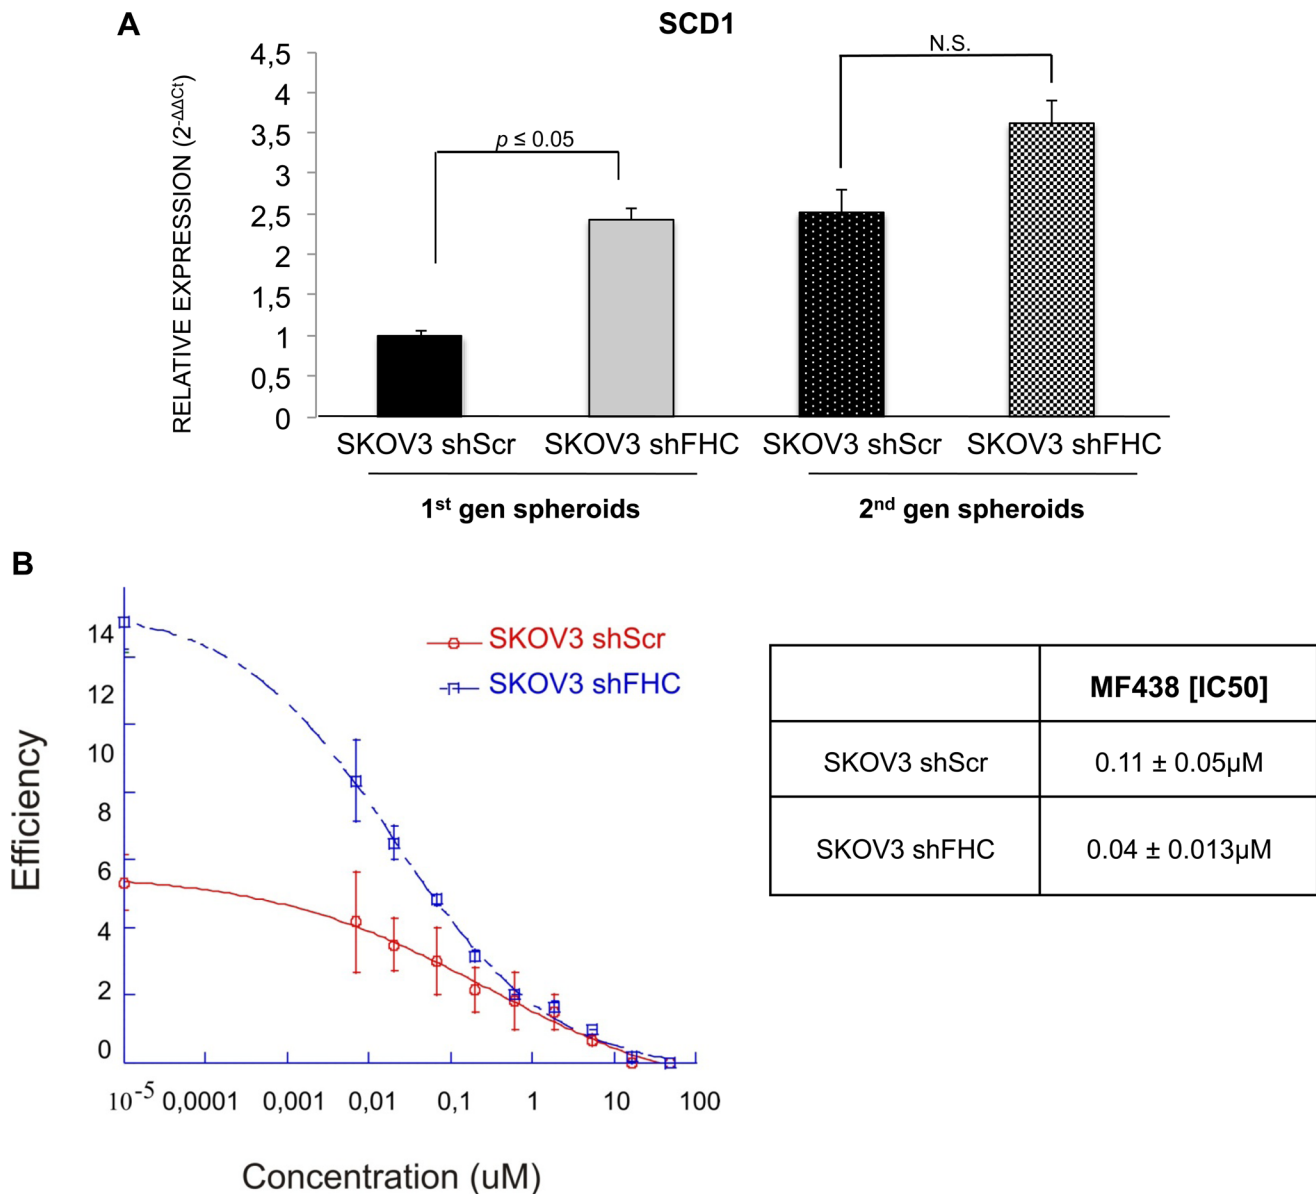 A
SCD1
RELATIVE EXPRESSION (2-ΔΔCt)
4,5
4
3,5
3
2,5
2
1,5
1
0,5
0
p ≤ 0.05
N.S.
SKOV3 shScr
SKOV3 shFHC
SKOV3 shScr
SKOV3 shFHC
1st gen spheroids
2nd gen spheroids
B
Efficiency
14
12
10
8
6
4
2
0
SKOV3 shScr
SKOV3 shFHC
10-5 0,0001 0,001 0,01 0,1 1 10 100
Concentration (uM)
MF438 [IC50]
SKOV3 shScr 0.11 ± 0.05µM
SKOV3 shFHC 0.04 ± 0.013µM